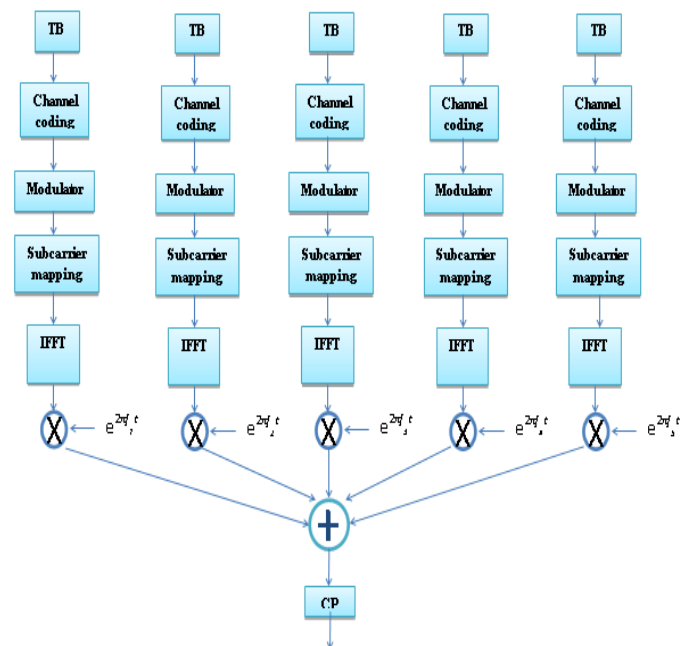 TB TB TB TB TB
Channel coding Channel coding Channel coding Channel coding Channel coding
Modulator Modulator Modulator Modulator Modulator
Subcarrier mapping Subcarrier mapping Subcarrier mapping Subcarrier mapping Subcarrier mapping
IFFT IFFT IFFT IFFT IFFT
X X X X X
+
CP